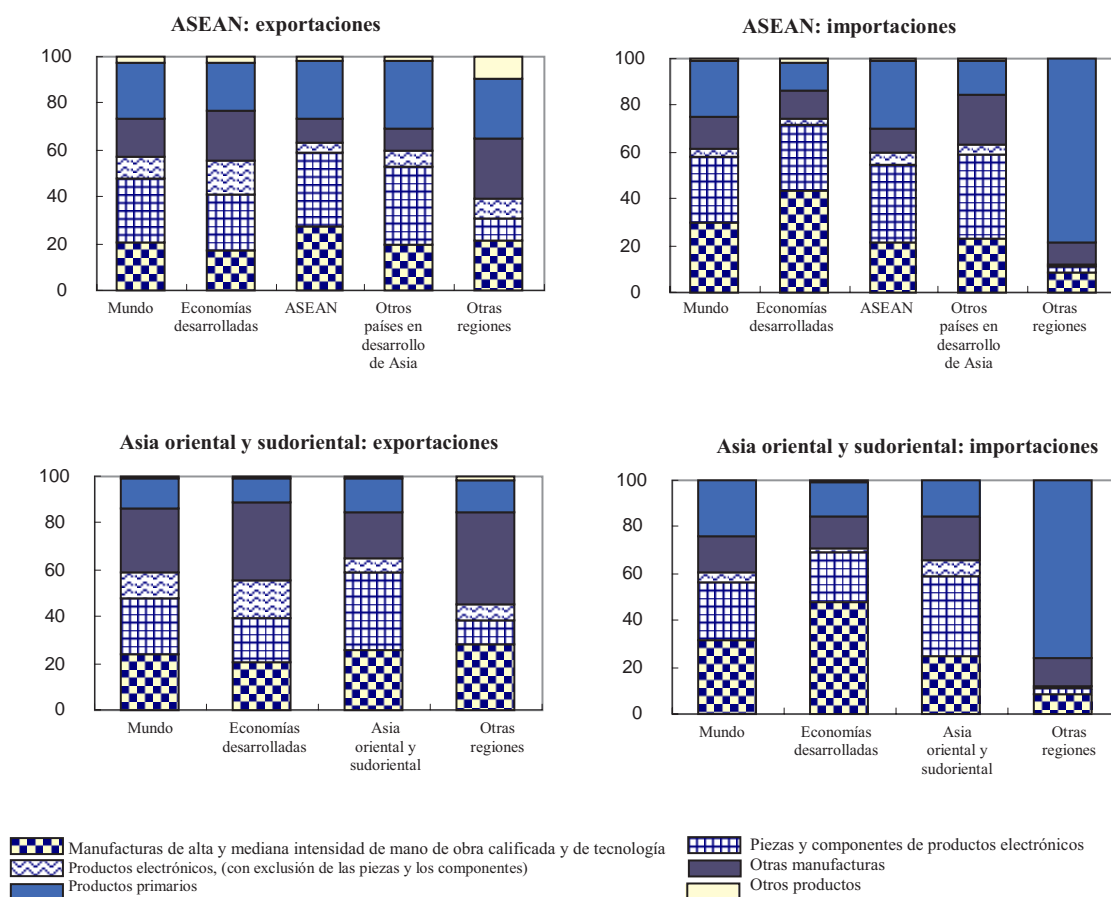 ASEAN: exportaciones
100
80
60
40
20
0
Mundo
Economías
desarrolladas
ASEAN
Otros
países en
desarrollo
de Asia
Otras
regiones
ASEAN: importaciones
100
80
60
40
20
0
Mundo
Economías
desarrolladas
ASEAN
Otros
países en
desarrollo
de Asia
Otras
regiones
Asia oriental y sudoriental: exportaciones
100
80
60
40
20
0
Mundo
Economías
desarrolladas
Asia
oriental y
sudoriental
Otras
regiones
Asia oriental y sudoriental: importaciones
100
80
60
40
20
0
Mundo
Economías
desarrolladas
Asia
oriental y
sudoriental
Otras
regiones
Manufacturas de alta y mediana intensidad de mano de obra calificada y de tecnología
Productos electrónicos, (con exclusión de las piezas y los componentes)
Productos primarios
Piezas y componentes de productos electrónicos
Otras manufacturas
Otros productos